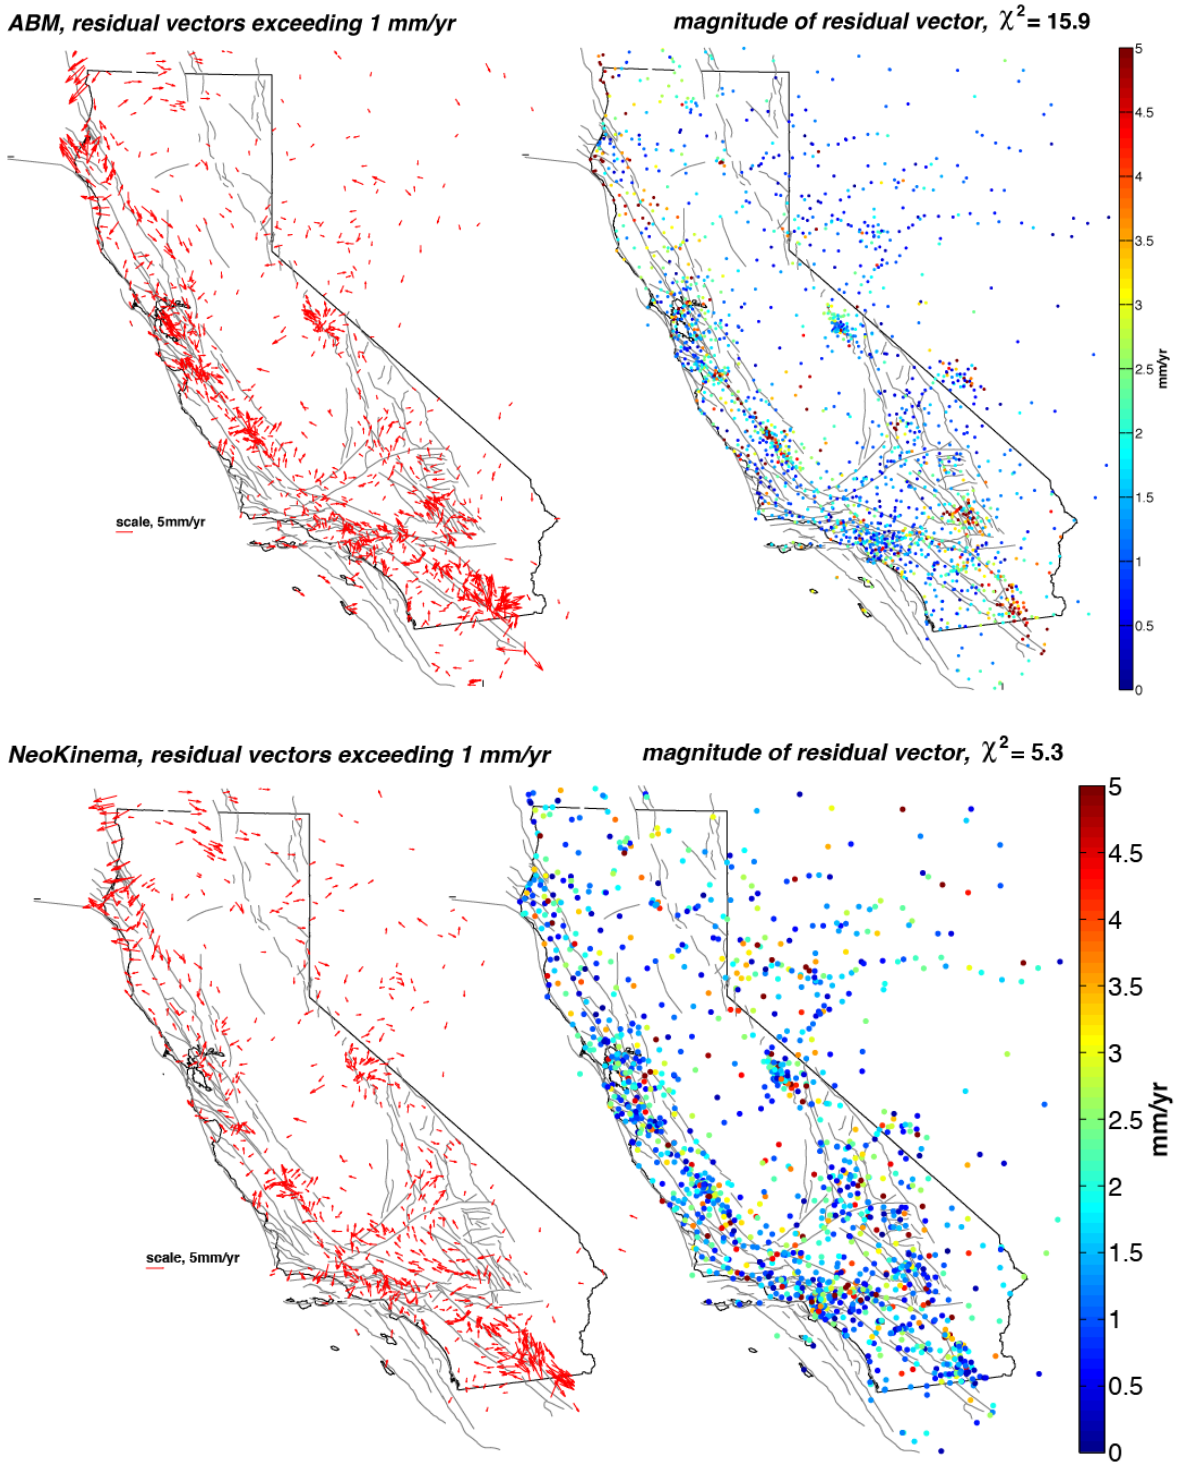 ABM, residual vectors exceeding 1 mm/yr
magnitude of residual vector, χ²= 15.9
scale, 5mm/yr
5
4.5
4
3.5
3
2.5
2
1.5
1
0.5
0
mm/yr
NeoKinema, residual vectors exceeding 1 mm/yr
magnitude of residual vector, χ²= 5.3
scale, 5mm/yr
5
4.5
4
3.5
3
2.5
2
1.5
1
0.5
0
mm/yr